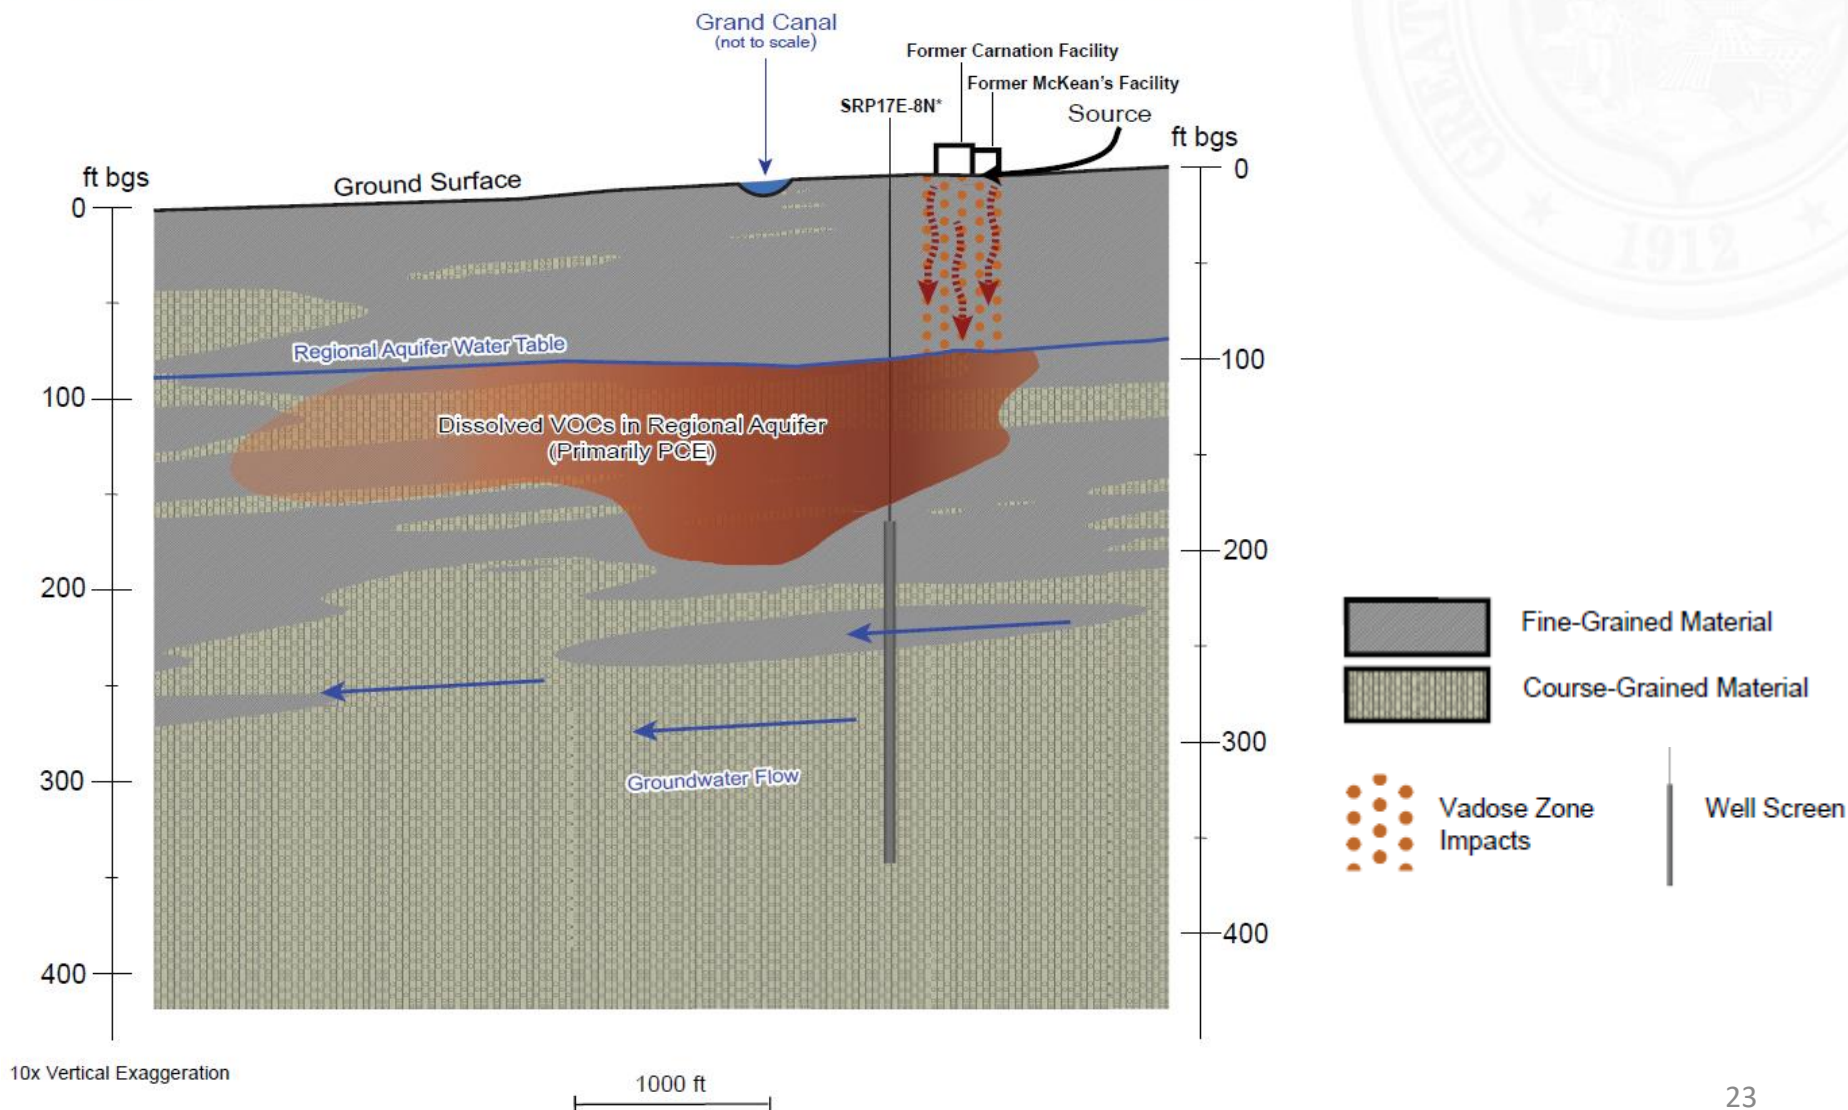 Grand Canal
(not to scale)
Former Carnation Facility
Former McKean's Facility
SRP17E-8N*
Source
ft bgs
ft bgs
Ground Surface
0
0
Regional Aquifer Water Table
100
100
Dissolved VOCs in Regional Aquifer
(Primarily PCE)
200
200
300
300
400
400
Groundwater Flow
Fine-Grained Material
Course-Grained Material
Vadose Zone
Impacts
Well Screen
10x Vertical Exaggeration
1000 ft
23
GREAT
1912